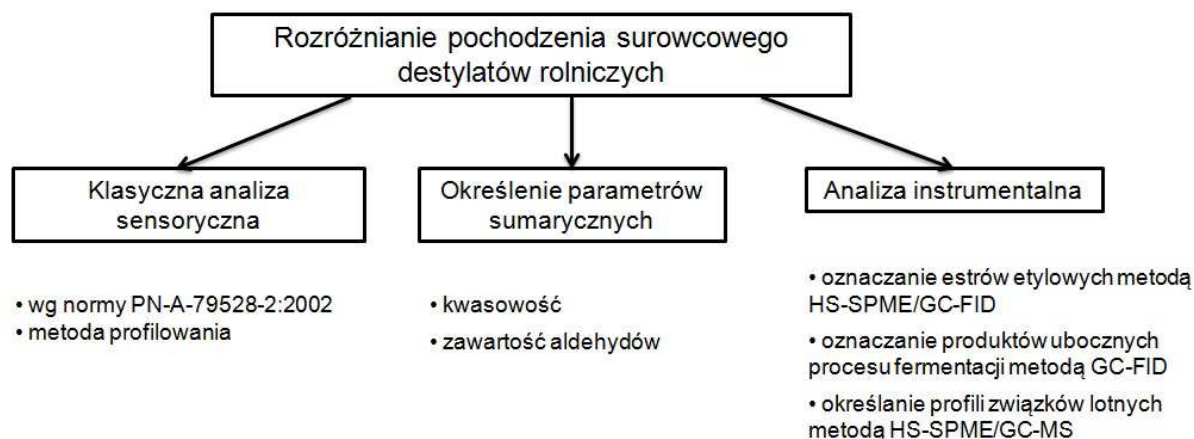 Rozróżnianie pochodzenia surowcowego
destylatów rolniczych
Klasyczna analiza
sensoryczna
• wg normy PN-A-79528-2:2002
• metoda profilowania
Określenie parametrów
sumarycznych
• kwasowość
• zawartość aldehydów
Analiza instrumentalna
• oznaczanie estrów etylowych metodą
HS-SPME/GC-FID
• oznaczanie produktów ubocznych
procesu fermentacji metodą GC-FID
• określanie profili związków lotnych
metodą HS-SPME/GC-MS